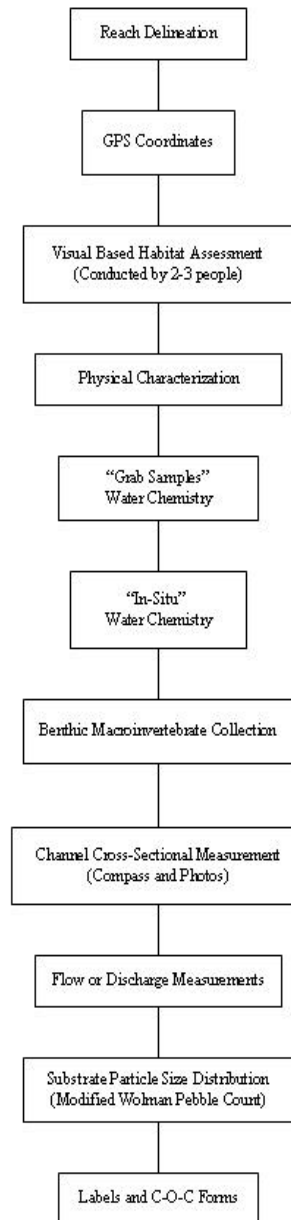 Reach Delineation
GPS Coordinates
Visual Based Habitat Assessment
(Conducted by 2-3 people)
Physical Characterization
“Grab Samples”
Water Chemistry
“In-Situ”
Water Chemistry
Benthic Macroinvertebrate Collection
Channel Cross-Sectional Measurement
(Compass and Photos)
Flow or Discharge Measurements
Substrate Particle Size Distribution
(Modified Wolman Pebble Count)
Labels and C-O-C Forms